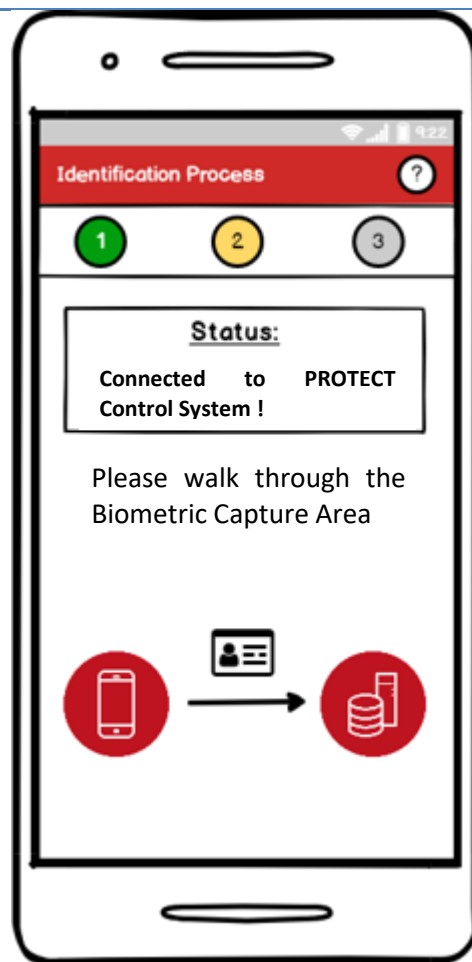 9:22
Identification Process ?
1 2 3
Status:
Connected to PROTECT
Control System !
Please walk through the
Biometric Capture Area